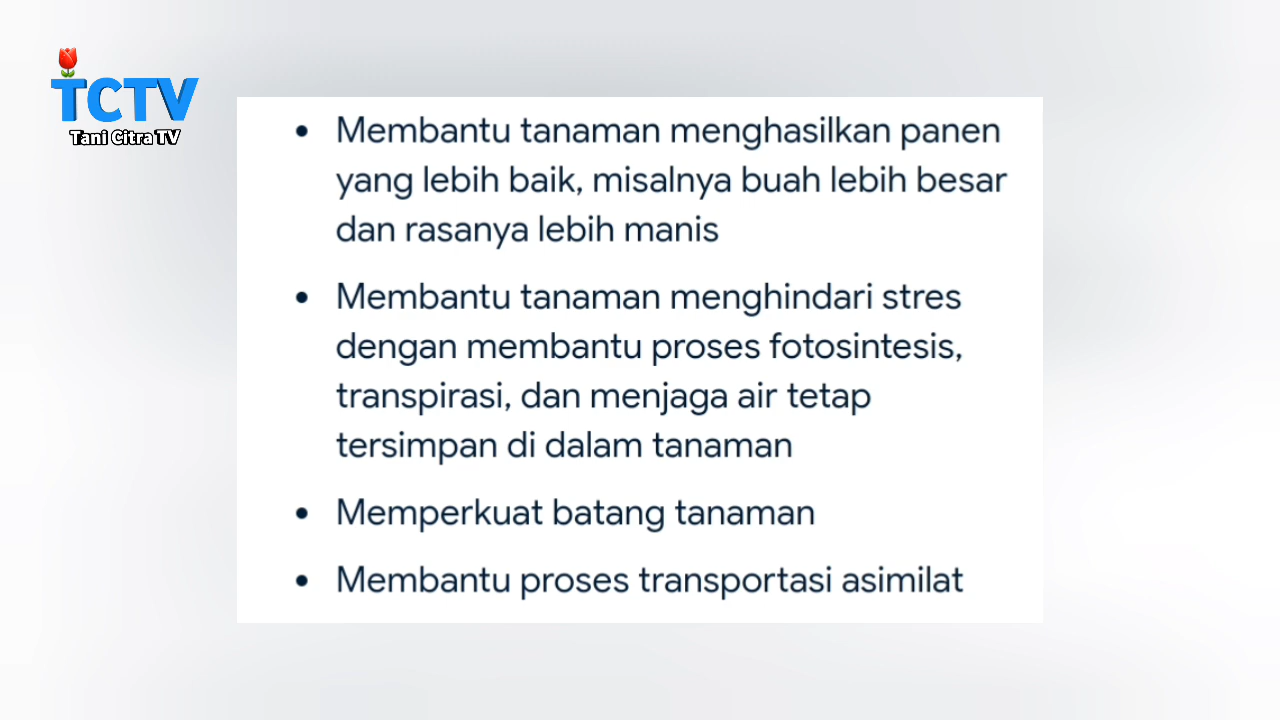 TCTV
Tani Citra TV
• Membantu tanaman menghasilkan panen
yang lebih baik, misalnya buah lebih besar
dan rasanya lebih manis
• Membantu tanaman menghindari stres
dengan membantu proses fotosintesis,
transpirasi, dan menjaga air tetap
tersimpan di dalam tanaman
• Memperkuat batang tanaman
• Membantu proses transportasi asimilat